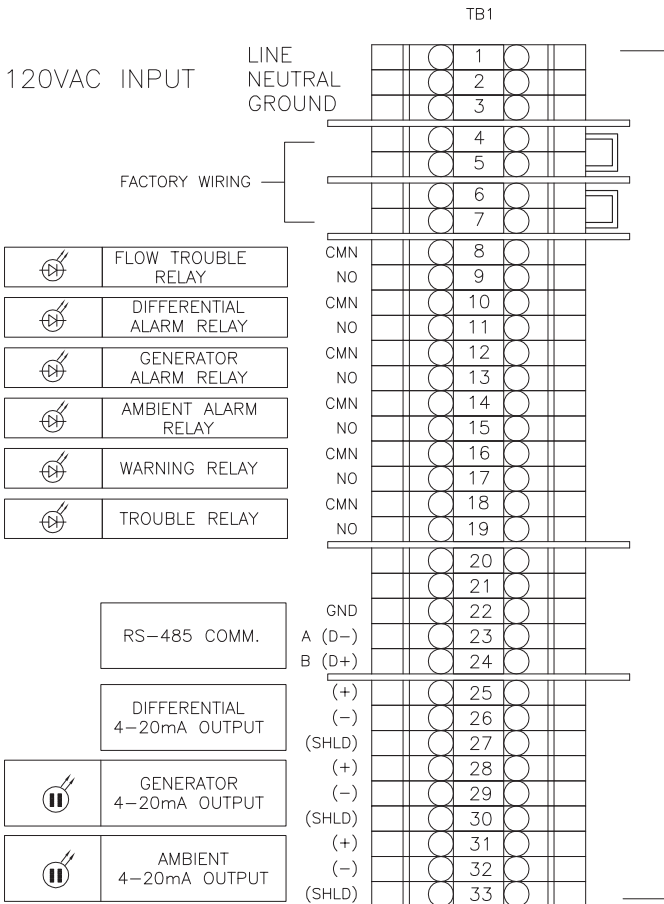 TB1
120VAC INPUT
LINE
NEUTRAL
GROUND
1
2
3
FACTORY WIRING
4
5
6
7
FLOW TROUBLE
RELAY
CMN 8
NO 9
DIFFERENTIAL
ALARM RELAY
CMN 10
NO 11
GENERATOR
ALARM RELAY
CMN 12
NO 13
AMBIENT ALARM
RELAY
CMN 14
NO 15
WARNING RELAY
CMN 16
NO 17
TROUBLE RELAY
CMN 18
NO 19
20
21
RS-485 COMM.
GND 22
A (D-) 23
B (D+) 24
DIFFERENTIAL
4-20mA OUTPUT
(+) 25
(-) 26
(SHLD) 27
GENERATOR
4-20mA OUTPUT
(+) 28
(-) 29
(SHLD) 30
AMBIENT
4-20mA OUTPUT
(+) 31
(-) 32
(SHLD) 33